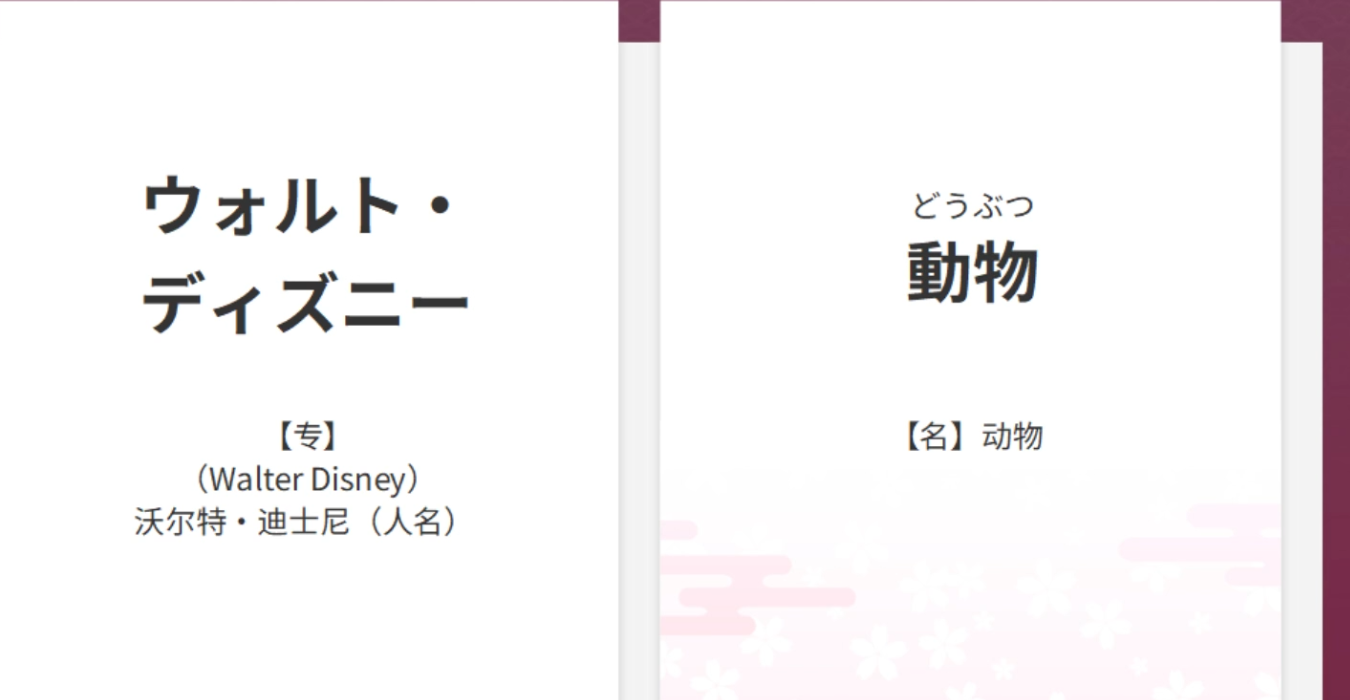 ウォルト・
ディズニー
【专】
（Walter Disney）
沃尔特・迪士尼（人名）
どうぶつ
動物
【名】动物